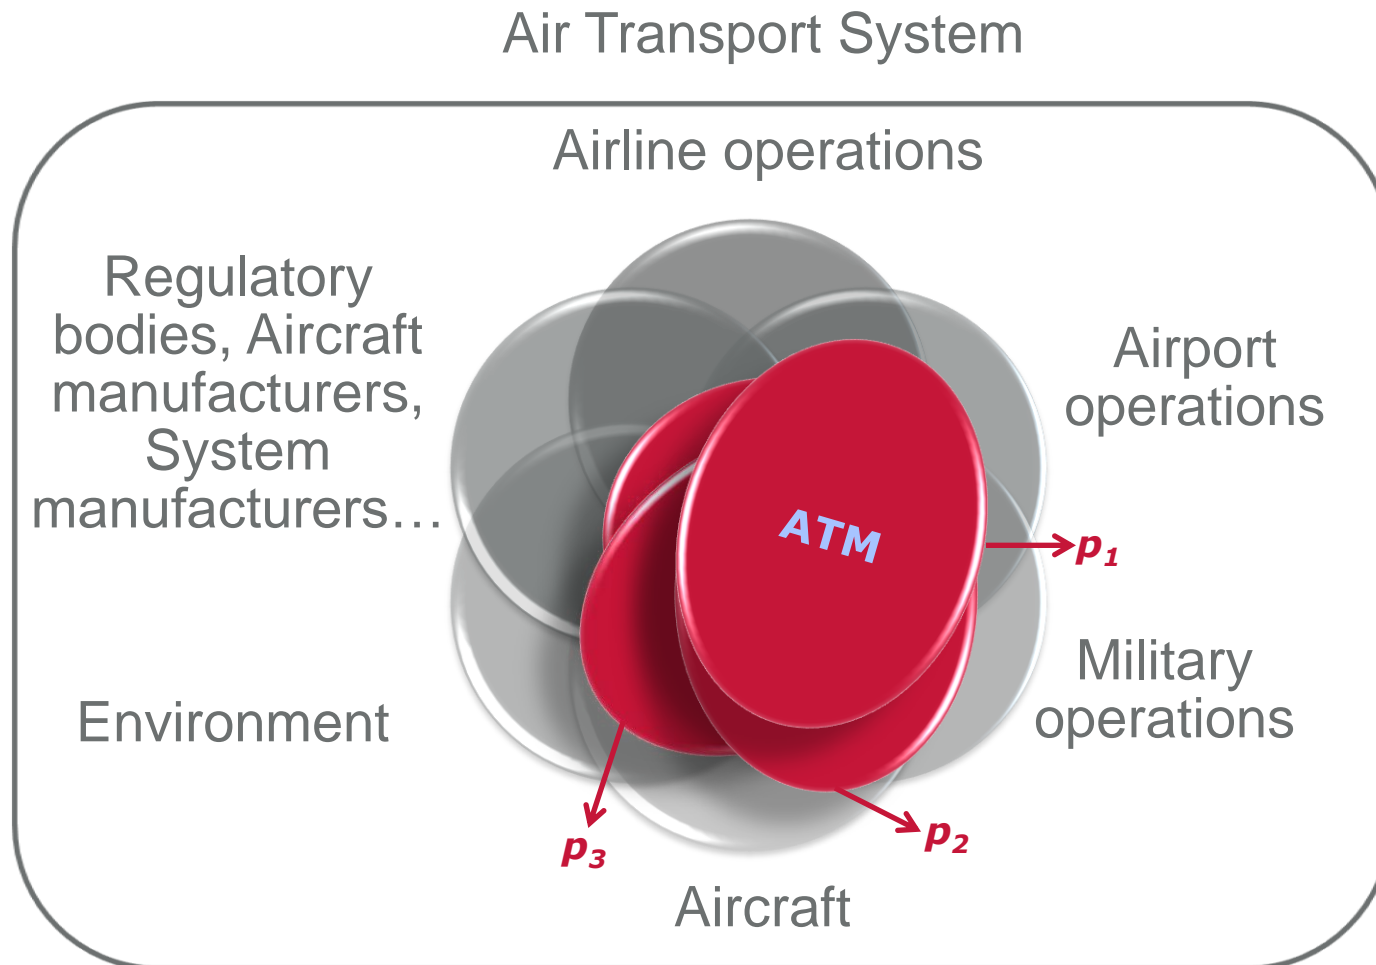 Air Transport System
Airline operations
Regulatory
bodies, Aircraft
manufacturers,
System
manufacturers…
Airport
operations
ATM
p1
Military
operations
Environment
p2
p3
Aircraft